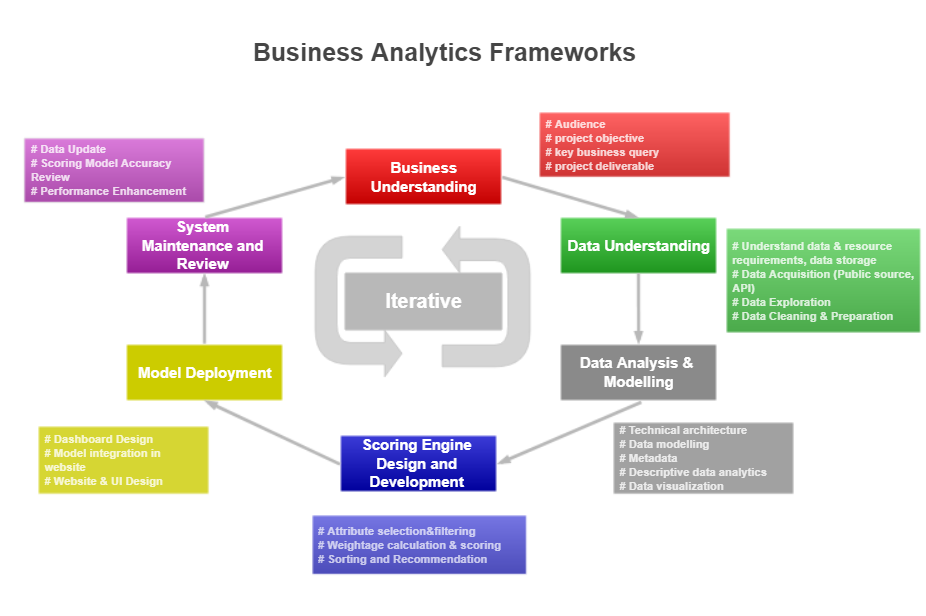 Business Analytics Frameworks
# Audience
# project objective
# key business query
# project deliverable
# Data Update
# Scoring Model Accuracy
Review
# Performance Enhancement
Business
Understanding
System
Maintenance and
Review
Data Understanding
# Understand data & resource
requirements, data storage
# Data Acquisition (Public source,
API)
# Data Exploration
# Data Cleaning & Preparation
Iterative
Model Deployment
Data Analysis &
Modelling
# Dashboard Design
# Model integration in
website
# Website & UI Design
Scoring Engine
Design and
Development
# Technical architecture
# Data modelling
# Metadata
# Descriptive data analytics
# Data visualization
# Attribute selection&filtering
# Weightage calculation & scoring
# Sorting and Recommendation